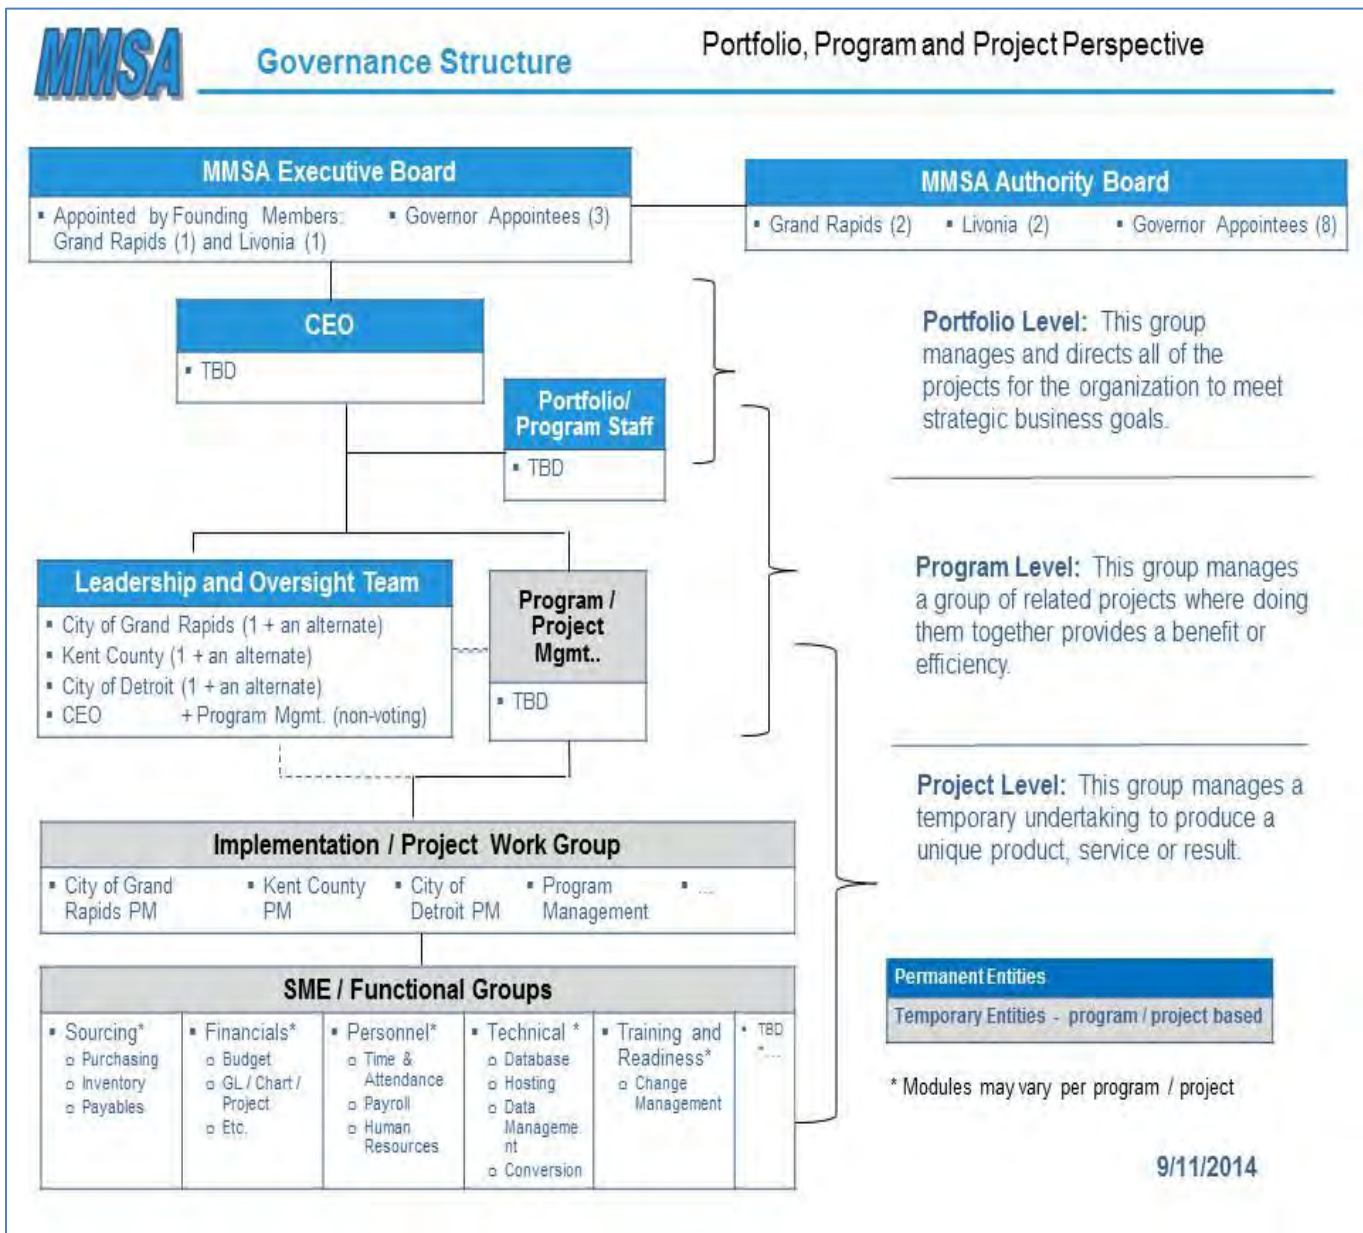 MMSA
Governance Structure
Portfolio, Program and Project Perspective
MMSA Executive Board
▪ Appointed by Founding Members:
Grand Rapids (1) and Livonia (1)
▪ Governor Appointees (3)
MMSA Authority Board
▪ Grand Rapids (2)
▪ Livonia (2)
▪ Governor Appointees (8)
CEO
▪ TBD
Portfolio/
Program Staff
▪ TBD
Portfolio Level: This group
manages and directs all of the
projects for the organization to meet
strategic business goals.
Leadership and Oversight Team
▪ City of Grand Rapids (1 + an alternate)
▪ Kent County (1 + an alternate)
▪ City of Detroit (1 + an alternate)
▪ CEO + Program Mgmt. (non-voting)
Program /
Project
Mgmt..
▪ TBD
Program Level: This group manages
a group of related projects where doing
them together provides a benefit or
efficiency.
Project Level: This group manages a
temporary undertaking to produce a
unique product, service or result.
Implementation / Project Work Group
▪ City of Grand
Rapids PM
▪ Kent County
PM
▪ City of
Detroit PM
▪ Program
Management
▪ ...
SME / Functional Groups
▪ Sourcing*
o Purchasing
o Inventory
o Payables
▪ Financials*
o Budget
o GL / Chart /
Project
o Etc.
▪ Personnel*
o Time &
Attendance
o Payroll
o Human
Resources
▪ Technical *
o Database
o Hosting
o Data
Manageme
nt
o Conversion
▪ Training and
Readiness*
o Change
Management
▪ TBD
*...
Permanent Entities
Temporary Entities - program / project based
* Modules may vary per program / project
9/11/2014